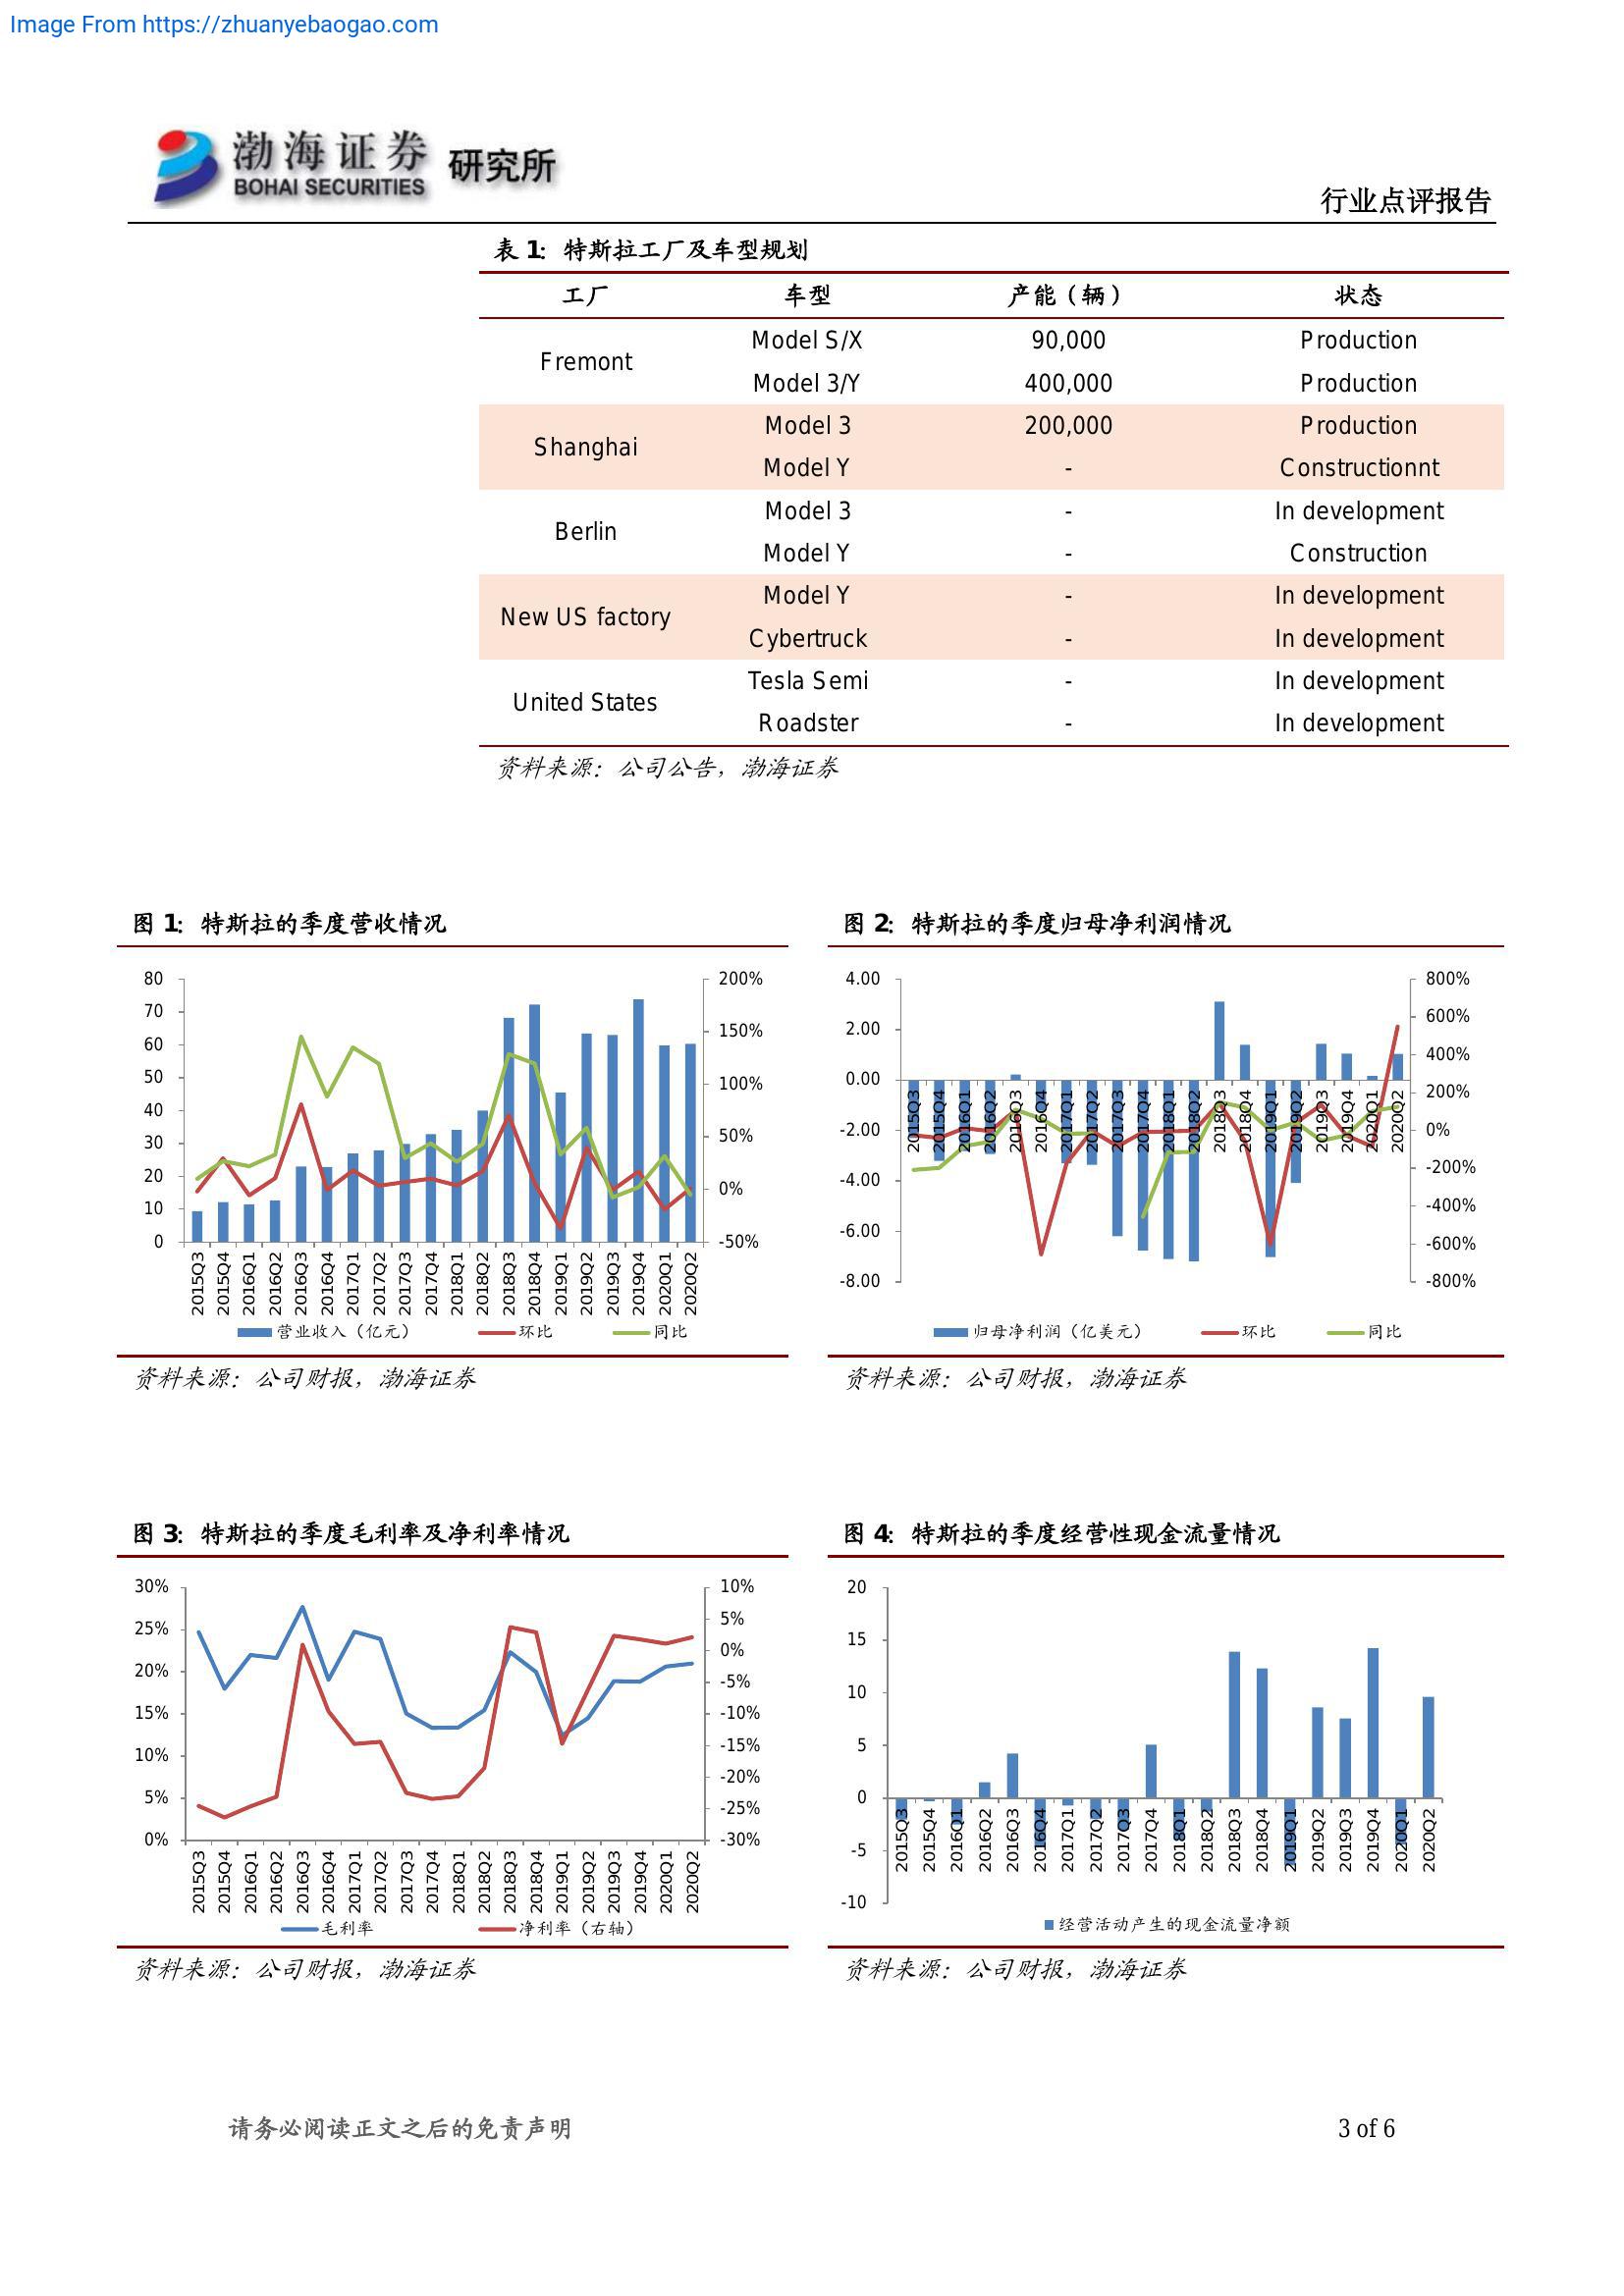 Image From https://zhuanyebaogao.com
渤海证券 研究所
BOHAI SECURITIES
行业点评报告
表 1: 特斯拉工厂及车型规划
工厂 车型 产能（辆） 状态
Fremont Model S/X 90,000 Production
Model 3/Y 400,000 Production
Shanghai Model 3 200,000 Production
Model Y - Constructionnt
Berlin Model 3 - In development
Model Y - Construction
New US factory Model Y - In development
Cybertruck - In development
United States Tesla Semi - In development
Roadster - In development
资料来源：公司公告，渤海证券
图 1: 特斯拉的季度营收情况
80 70 60 50 40 30 20 10 0
200% 150% 100% 50% 0% -50%
2015Q3 2015Q4 2016Q1 2016Q2 2016Q3 2016Q4 2017Q1 2017Q2 2017Q3 2017Q4 2018Q1 2018Q2 2018Q3 2018Q4 2019Q1 2019Q2 2019Q3 2019Q4 2020Q1 2020Q2
营业收入（亿元） 环比 同比
资料来源：公司财报，渤海证券
图 2: 特斯拉的季度归母净利润情况
4.00 2.00 0.00 -2.00 -4.00 -6.00 -8.00
800% 600% 400% 200% 0% -200% -400% -600% -800%
2015Q3 2015Q4 2016Q1 2016Q2 2016Q3 2016Q4 2017Q1 2017Q2 2017Q3 2017Q4 2018Q1 2018Q2 2018Q3 2018Q4 2019Q1 2019Q2 2019Q3 2019Q4 2020Q1 2020Q2
归母净利润（亿美元） 环比 同比
资料来源：公司财报，渤海证券
图 3: 特斯拉的季度毛利率及净利率情况
30% 25% 20% 15% 10% 5% 0%
10% 5% 0% -5% -10% -15% -20% -25% -30%
2015Q3 2015Q4 2016Q1 2016Q2 2016Q3 2016Q4 2017Q1 2017Q2 2017Q3 2017Q4 2018Q1 2018Q2 2018Q3 2018Q4 2019Q1 2019Q2 2019Q3 2019Q4 2020Q1 2020Q2
毛利率 净利率（右轴）
资料来源：公司财报，渤海证券
图 4: 特斯拉的季度经营性现金流量情况
20 15 10 5 0 -5 -10
2015Q3 2015Q4 2016Q1 2016Q2 2016Q3 2016Q4 2017Q1 2017Q2 2017Q3 2017Q4 2018Q1 2018Q2 2018Q3 2018Q4 2019Q1 2019Q2 2019Q3 2019Q4 2020Q1 2020Q2
经营活动产生的现金流量净额
资料来源：公司财报，渤海证券
请务必阅读正文之后的免责声明
3 of 6